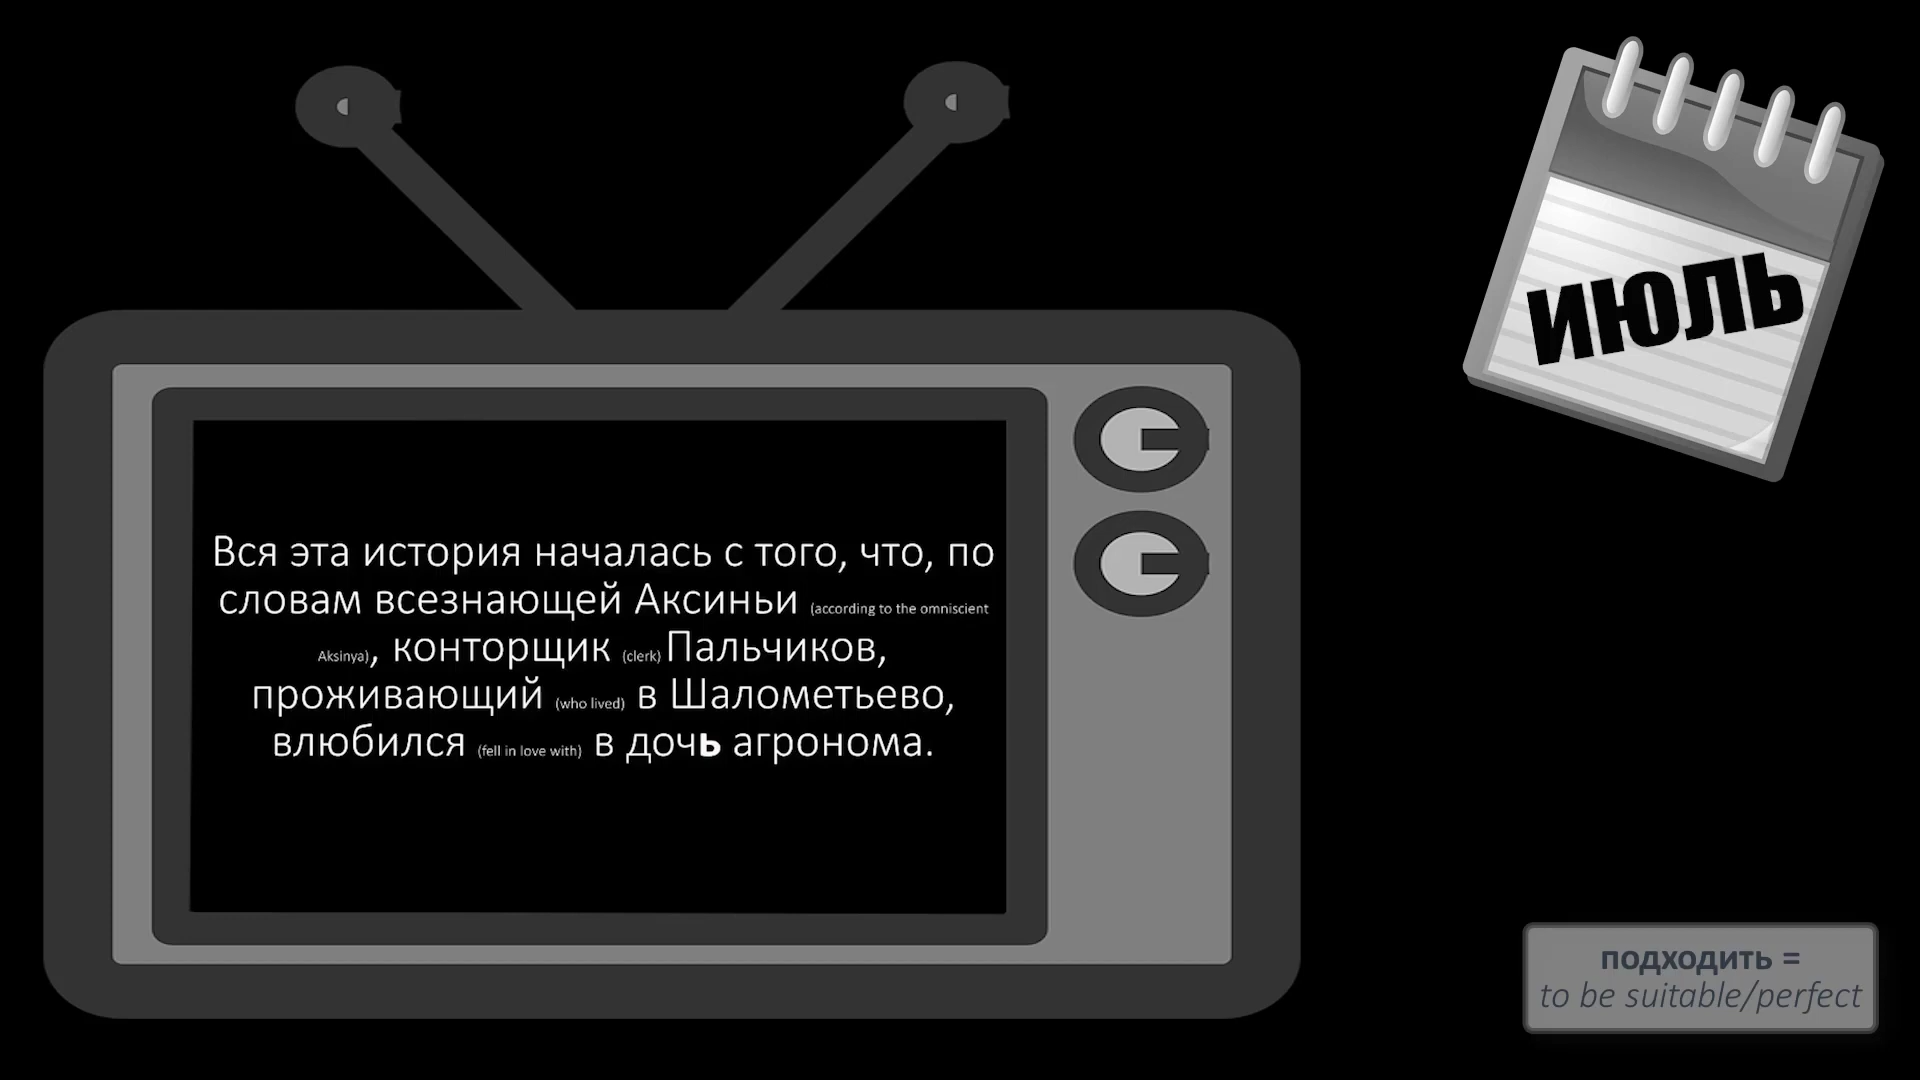 ИЮЛЬ
Вся эта история началась с того, что, по
словам всезнающей Аксиньи (according to the omniscient
Aksinya), конторщик (clerk) Пальчиков,
проживающий (who lived) в Шалометьево,
влюбился (fell in love with) в дочь агронома.
подходить =
to be suitable/perfect